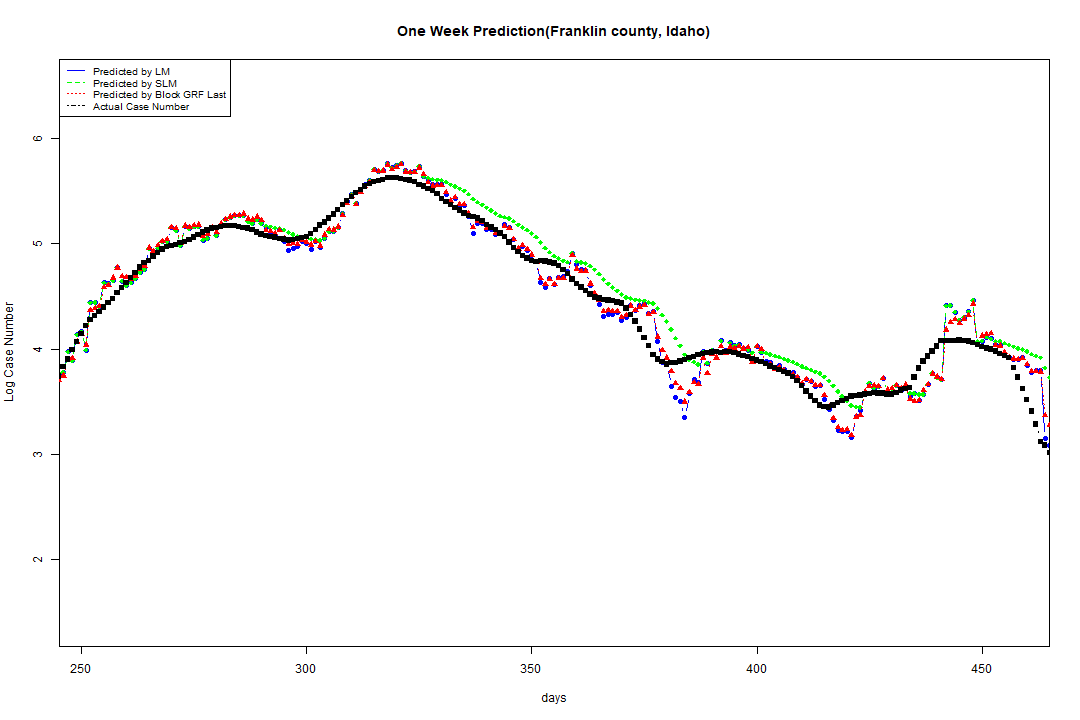 One Week Prediction(Franklin county, Idaho)
Predicted by LM
Predicted by SLM
Predicted by Block GRF Last
Actual Case Number
Log Case Number
6
5
4
3
2
250 300 350 400 450
days